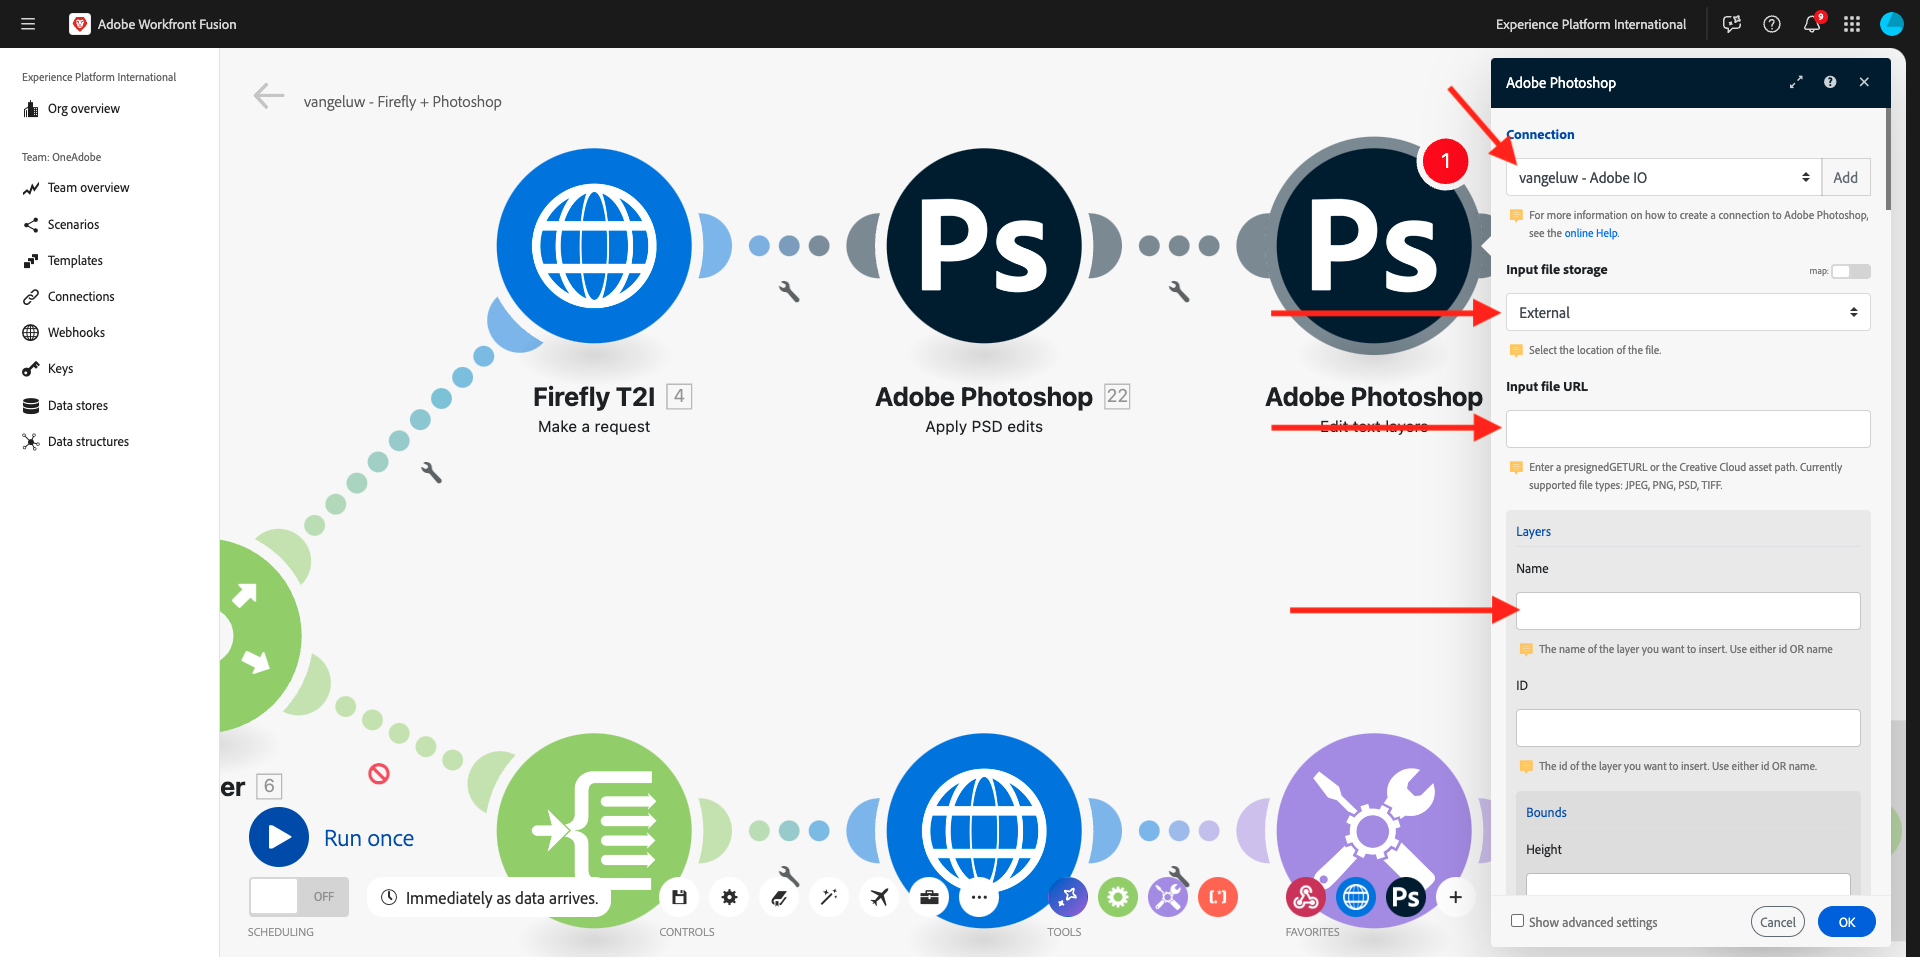 Adobe Workfront Fusion
Experience Platform International
9
Experience Platform International
Org overview
Team: OneAdobe
Team overview
Scenarios
Templates
Connections
Webhooks
Keys
Data stores
Data structures
vangeluw - Firefly + Photoshop
Ps
Ps
1
Firefly T2I 4
Make a request
Adobe Photoshop 22
Apply PSD edits
Adobe Photoshop
Edit text layers
er 6
Run once
OFF
Immediately as data arrives.
SCHEDULING
CONTROLS
TOOLS
Ps
FAVORITES
Adobe Photoshop
Connection
vangeluw - Adobe IO
Add
For more information on how to create a connection to Adobe Photoshop,
see the online Help.
Input file storage
map:
External
Select the location of the file.
Input file URL
Enter a presignedGETURL or the Creative Cloud asset path. Currently
supported file types: JPEG, PNG, PSD, TIFF.
Layers
Name
The name of the layer you want to insert. Use either id OR name
ID
The id of the layer you want to insert. Use either id OR name.
Bounds
Height
Show advanced settings
Cancel
OK